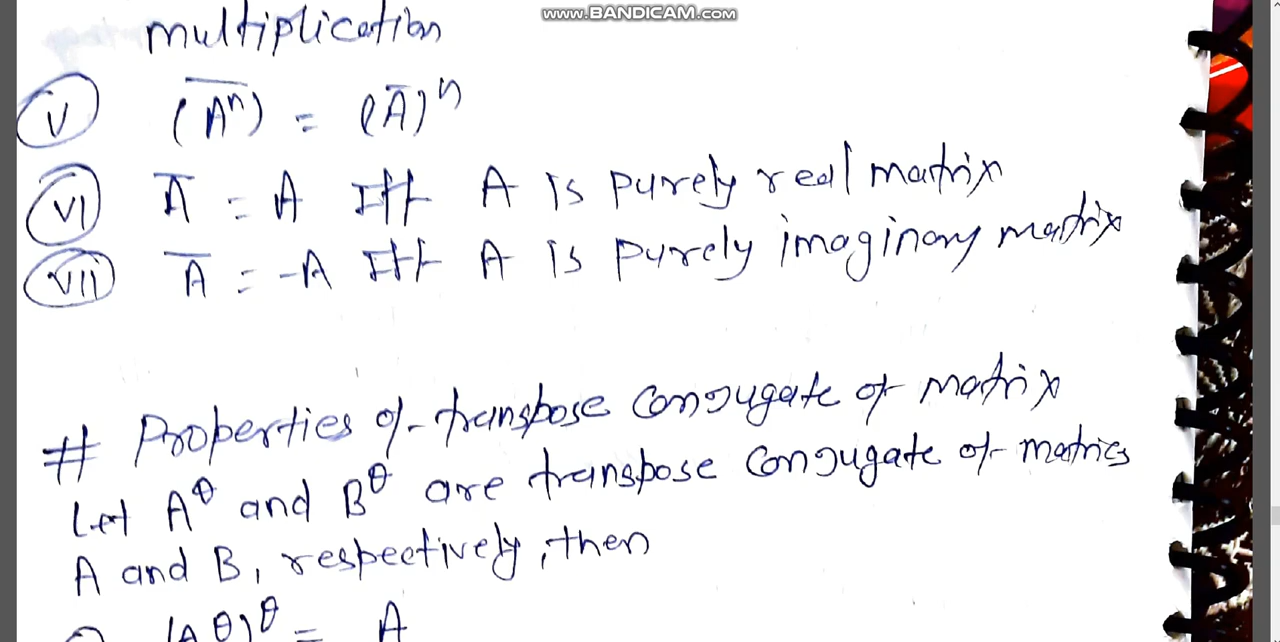 www.BANDICAM.com
multiplication
(v) \overline{(Aⁿ)} = (Ā)ⁿ
(vi) Ā = A Iff A is purely real matrix
(vii) Ā = -A Iff A is purely imaginary matrix
# Properties of transpose conjugate of matrix
Let A^θ and B^θ are transpose conjugate of matrics
A and B, respectively, then
(A^θ)^θ = A